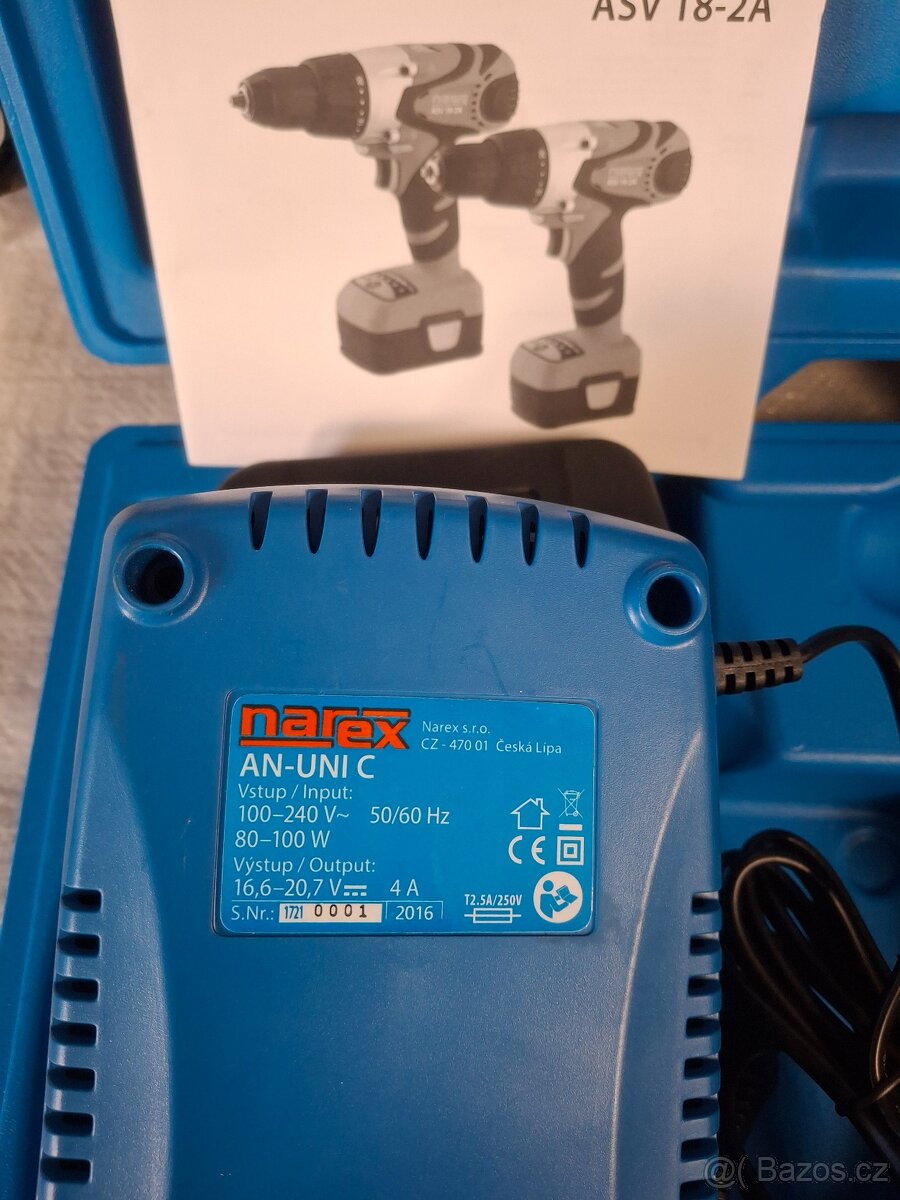 ASV 18-2A
narex
Narex s.r.o.
CZ - 470 01 Česká Lípa
AN-UNI C
Vstup / Input:
100–240 V~ 50/60 Hz
80–100 W
Výstup / Output:
16,6–20,7 V 4 A
CE
S.Nr.: 1721 0001 2016
T2.5A/250V
@( Bazos.cz